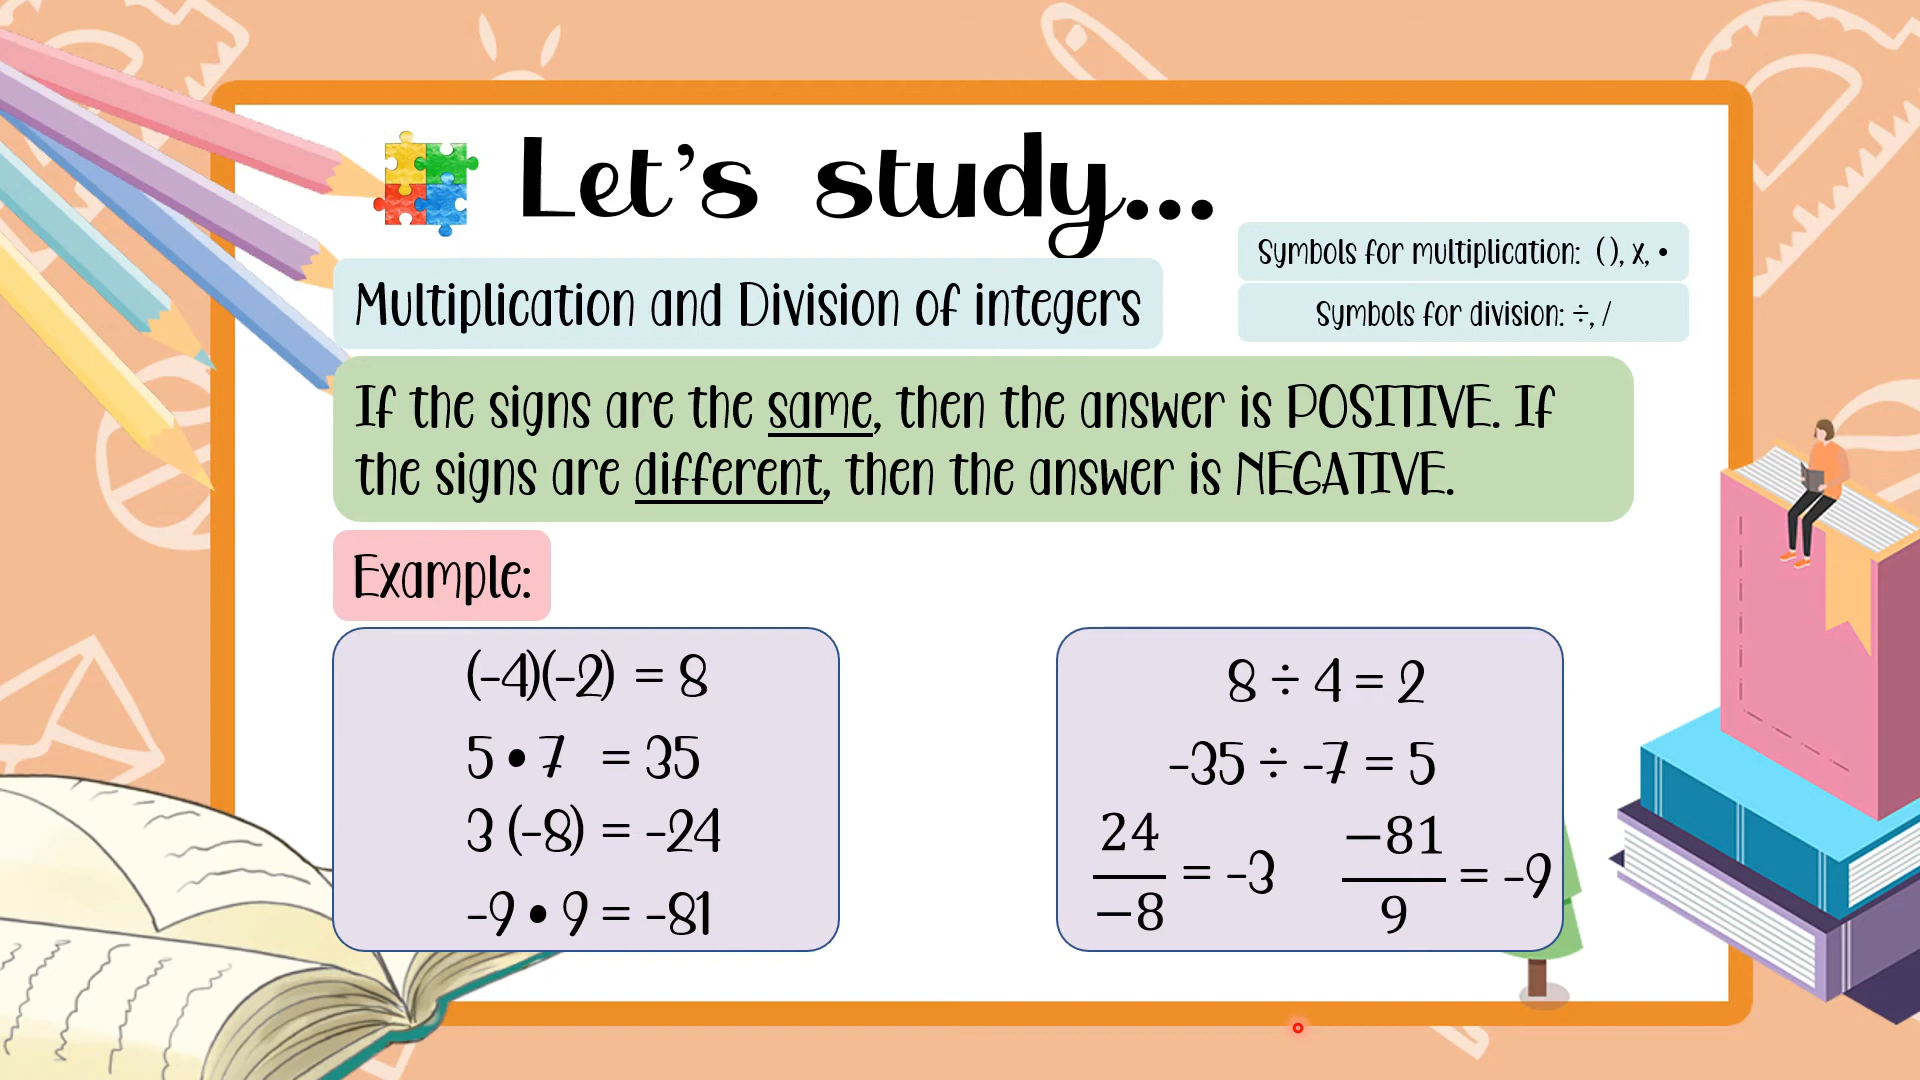 Let's study...
Symbols for multiplication: ( ), x, •
Symbols for division: ÷, /
Multiplication and Division of integers
If the signs are the same, then the answer is POSITIVE. If
the signs are different, then the answer is NEGATIVE.
Example:
(-4)(-2) = 8
5 • 7 = 35
3 (-8) = -24
-9 • 9 = -81
8 ÷ 4 = 2
-35 ÷ -7 = 5
24/−8 = -3
−81/9 = -9